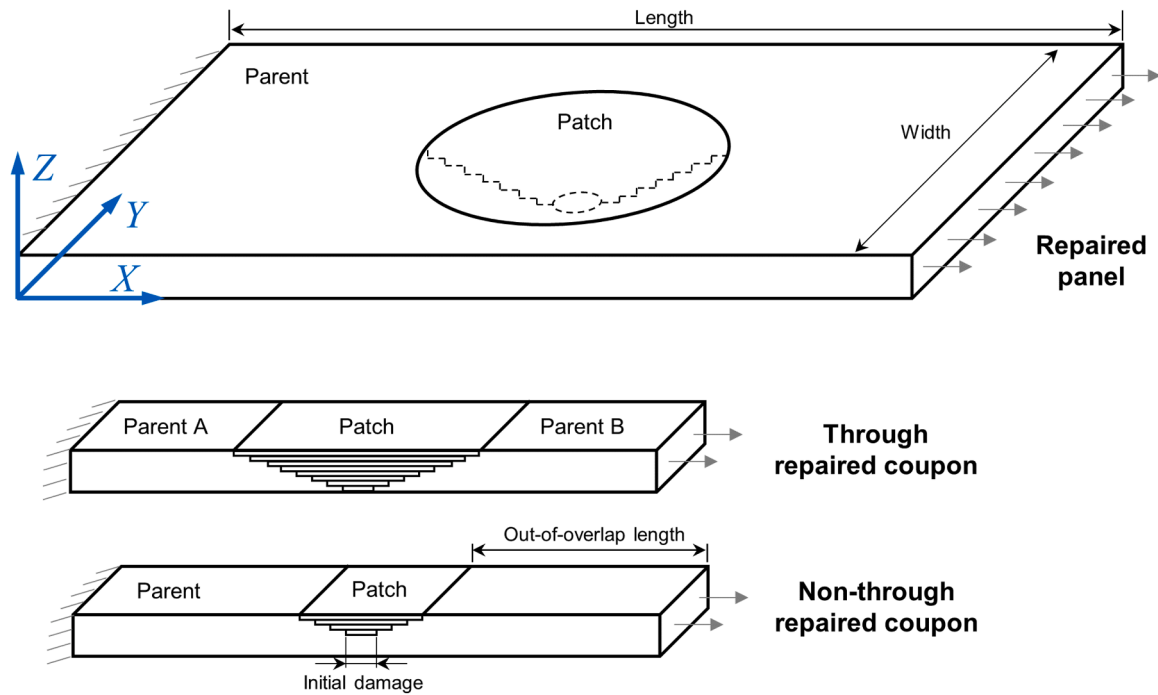 Length
Parent
Patch
Width
Z
Y
X
Repaired
panel
Parent A
Patch
Parent B
Through
repaired coupon
Out-of-overlap length
Parent
Patch
Non-through
repaired coupon
Initial damage